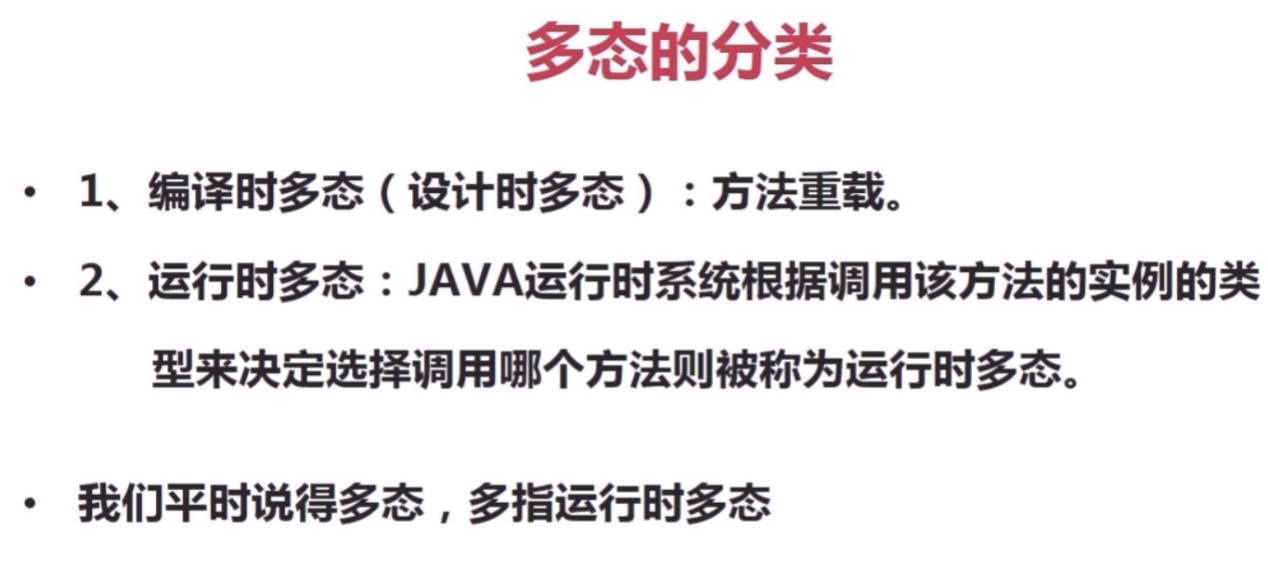 多态的分类
• 1、编译时多态（设计时多态）：方法重载。
• 2、运行时多态：JAVA运行时系统根据调用该方法的实例的类
型来决定选择调用哪个方法则被称为运行时多态。
• 我们平时说得多态，多指运行时多态